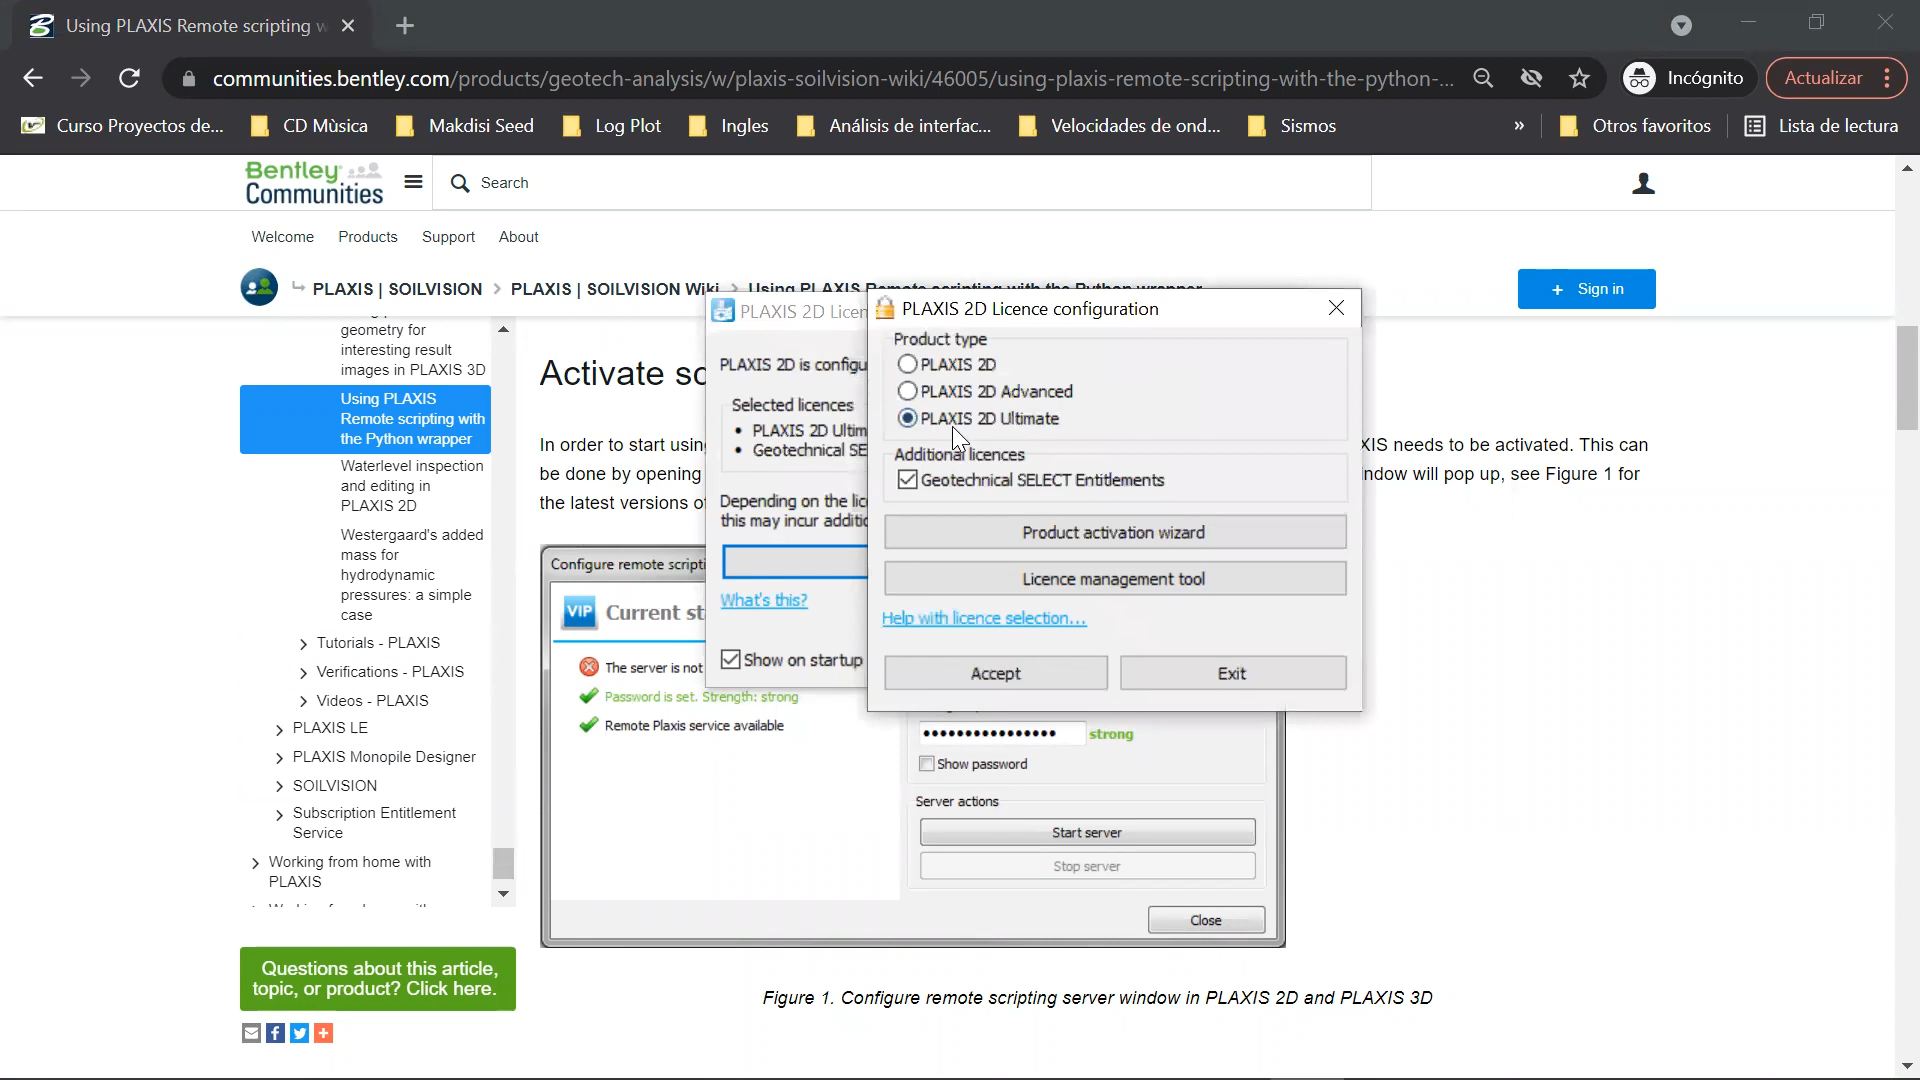 Using PLAXIS Remote scripting w
communities.bentley.com/products/geotech-analysis/w/plaxis-soilvision-wiki/46005/using-plaxis-remote-scripting-with-the-python-...
Incógnito
Actualizar
Curso Proyectos de...
CD Mùsica
Makdisi Seed
Log Plot
Ingles
Análisis de interfac...
Velocidades de ond...
Sismos
»
Otros favoritos
Lista de lectura
Bentley
Communities
Search
Welcome
Products
Support
About
PLAXIS | SOILVISION
PLAXIS | SOILVISION Wiki
Using PLAXIS Remote scripting with the Python wrapper
+ Sign in
geometry for
interesting result
images in PLAXIS 3D
Using PLAXIS
Remote scripting with
the Python wrapper
Waterlevel inspection
and editing in
PLAXIS 2D
Westergaard's added
mass for
hydrodynamic
pressures: a simple
case
Tutorials - PLAXIS
Verifications - PLAXIS
Videos - PLAXIS
PLAXIS LE
PLAXIS Monopile Designer
SOILVISION
Subscription Entitlement
Service
Working from home with
PLAXIS
Questions about this article,
topic, or product? Click here.
Activate sc
In order to start usin
XIS needs to be activated. This can
be done by opening
ndow will pop up, see Figure 1 for
the latest versions o
PLAXIS 2D Licen
PLAXIS 2D is configu
Selected licences
• PLAXIS 2D Ultim
• Geotechnical SE
Depending on the lic
this may incur additio
What's this?
Show on startup
PLAXIS 2D Licence configuration
Product type
PLAXIS 2D
PLAXIS 2D Advanced
PLAXIS 2D Ultimate
Additional licences
Geotechnical SELECT Entitlements
Product activation wizard
Licence management tool
Help with licence selection...
Accept
Exit
Configure remote scripti
VIP
Current st
The server is not
Password is set. Strength: strong
Remote Plaxis service available
strong
Show password
Server actions
Start server
Stop server
Close
Figure 1. Configure remote scripting server window in PLAXIS 2D and PLAXIS 3D